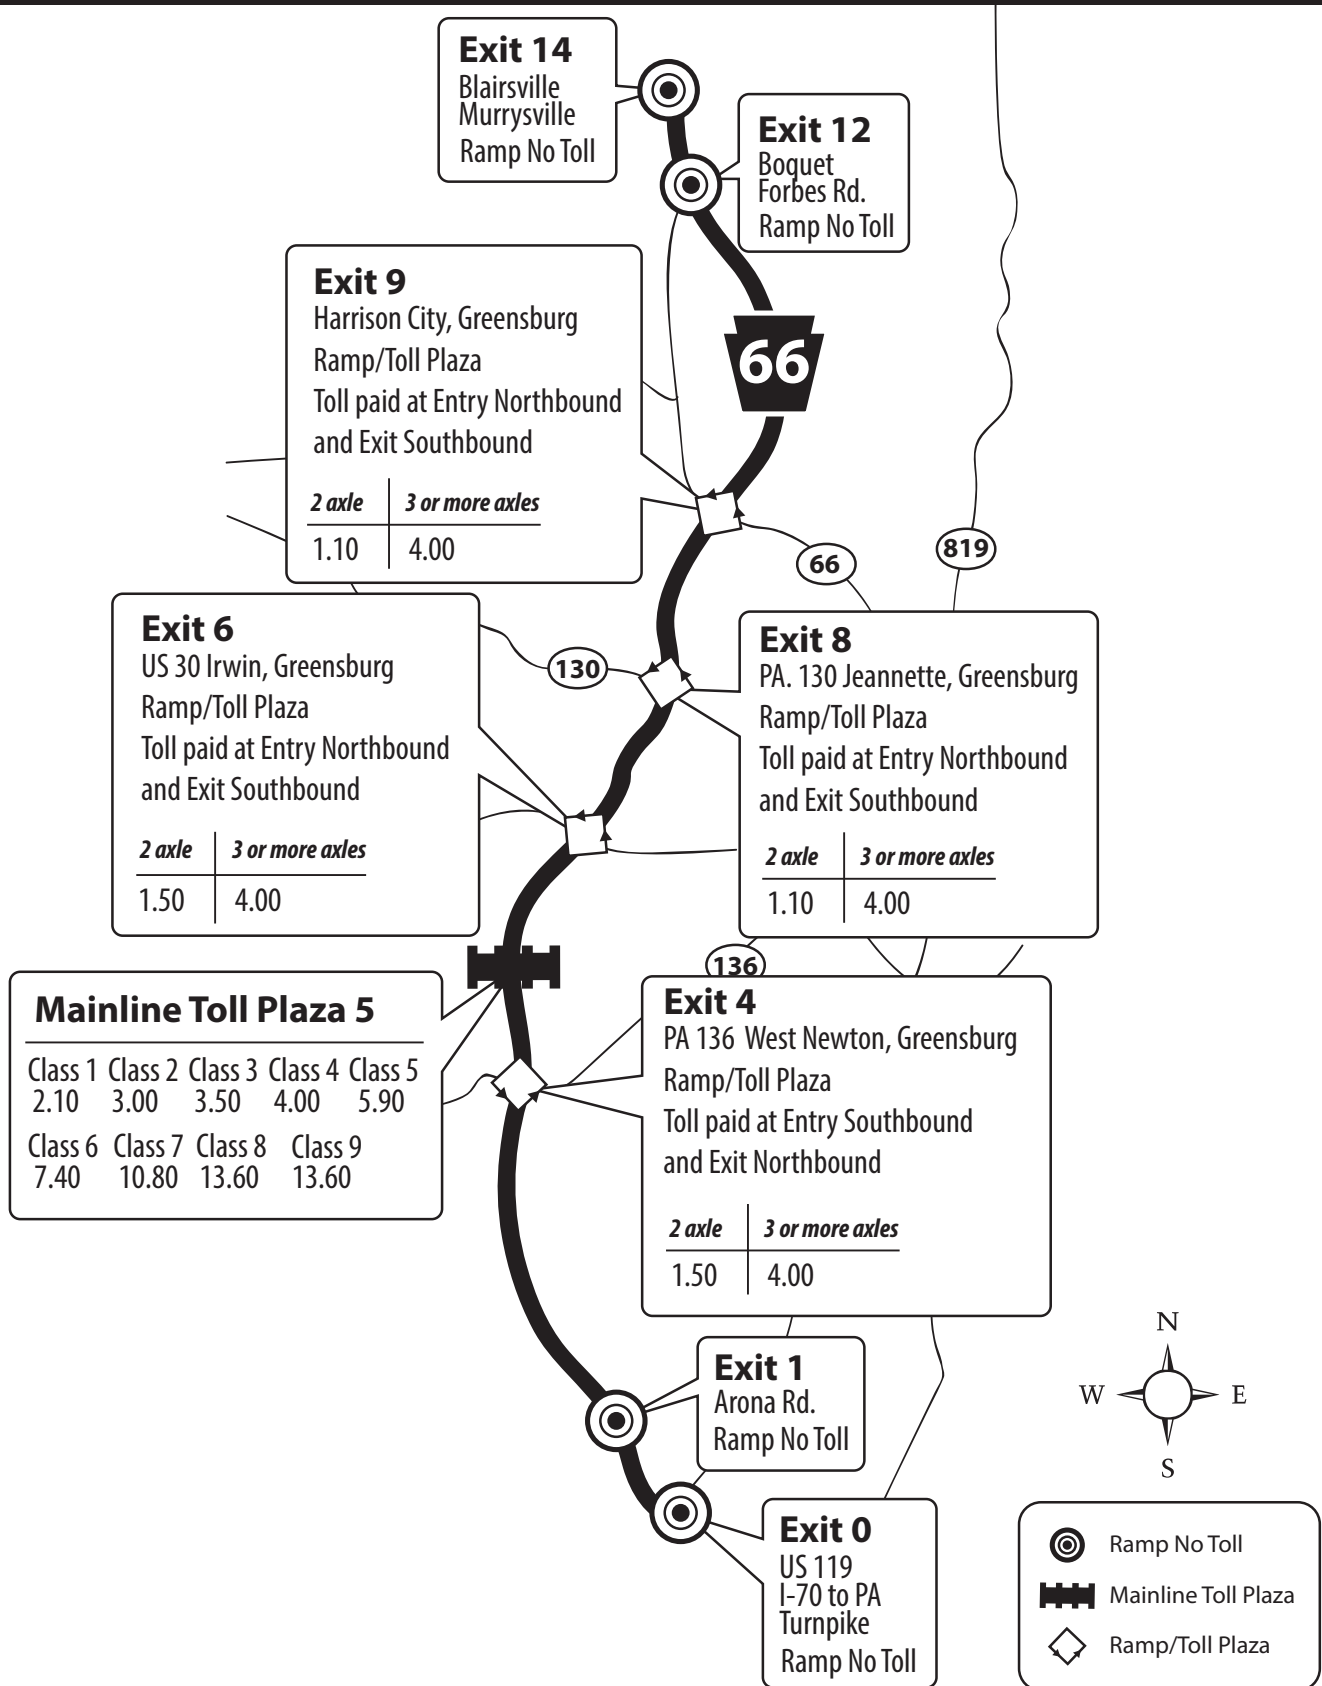 Exit 14
Blairsville
Murrysville
Ramp No Toll
Exit 12
Boquet
Forbes Rd.
Ramp No Toll
Exit 9
Harrison City, Greensburg
Ramp/Toll Plaza
Toll paid at Entry Northbound
and Exit Southbound
2 axle 3 or more axles
1.10 4.00
66
66
819
Exit 6
US 30 Irwin, Greensburg
Ramp/Toll Plaza
Toll paid at Entry Northbound
and Exit Southbound
2 axle 3 or more axles
1.50 4.00
130
Exit 8
PA. 130 Jeannette, Greensburg
Ramp/Toll Plaza
Toll paid at Entry Northbound
and Exit Southbound
2 axle 3 or more axles
1.10 4.00
136
Mainline Toll Plaza 5
Class 1 Class 2 Class 3 Class 4 Class 5
2.10 3.00 3.50 4.00 5.90
Class 6 Class 7 Class 8 Class 9
7.40 10.80 13.60 13.60
Exit 4
PA 136 West Newton, Greensburg
Ramp/Toll Plaza
Toll paid at Entry Southbound
and Exit Northbound
2 axle 3 or more axles
1.50 4.00
Exit 1
Arona Rd.
Ramp No Toll
Exit 0
US 119
I-70 to PA
Turnpike
Ramp No Toll
N
W E
S
Ramp No Toll
Mainline Toll Plaza
Ramp/Toll Plaza